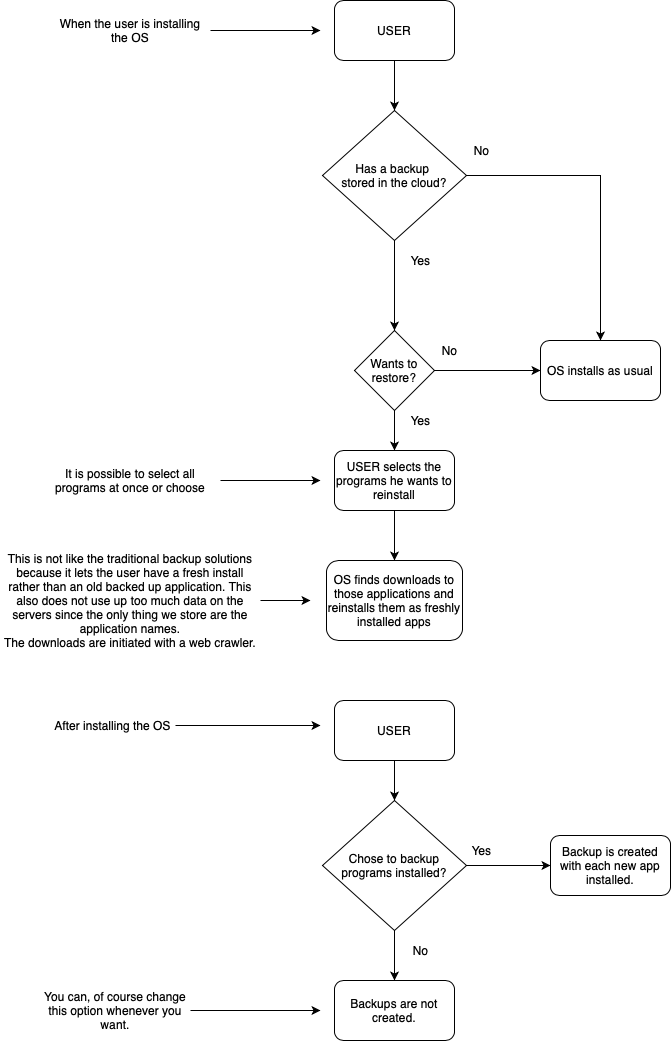 When the user is installing
the OS
USER
Has a backup
stored in the cloud?
No
Yes
Wants to
restore?
No
OS installs as usual
Yes
It is possible to select all
programs at once or choose
USER selects the
programs he wants to
reinstall
This is not like the traditional backup solutions
because it lets the user have a fresh install
rather than an old backed up application. This
also does not use up too much data on the
servers since the only thing we store are the
application names.
The downloads are initiated with a web crawler.
OS finds downloads to
those applications and
reinstalls them as freshly
installed apps
After installing the OS
USER
Chose to backup
programs installed?
Yes
Backup is created
with each new app
installed.
No
You can, of course change
this option whenever you
want.
Backups are not
created.